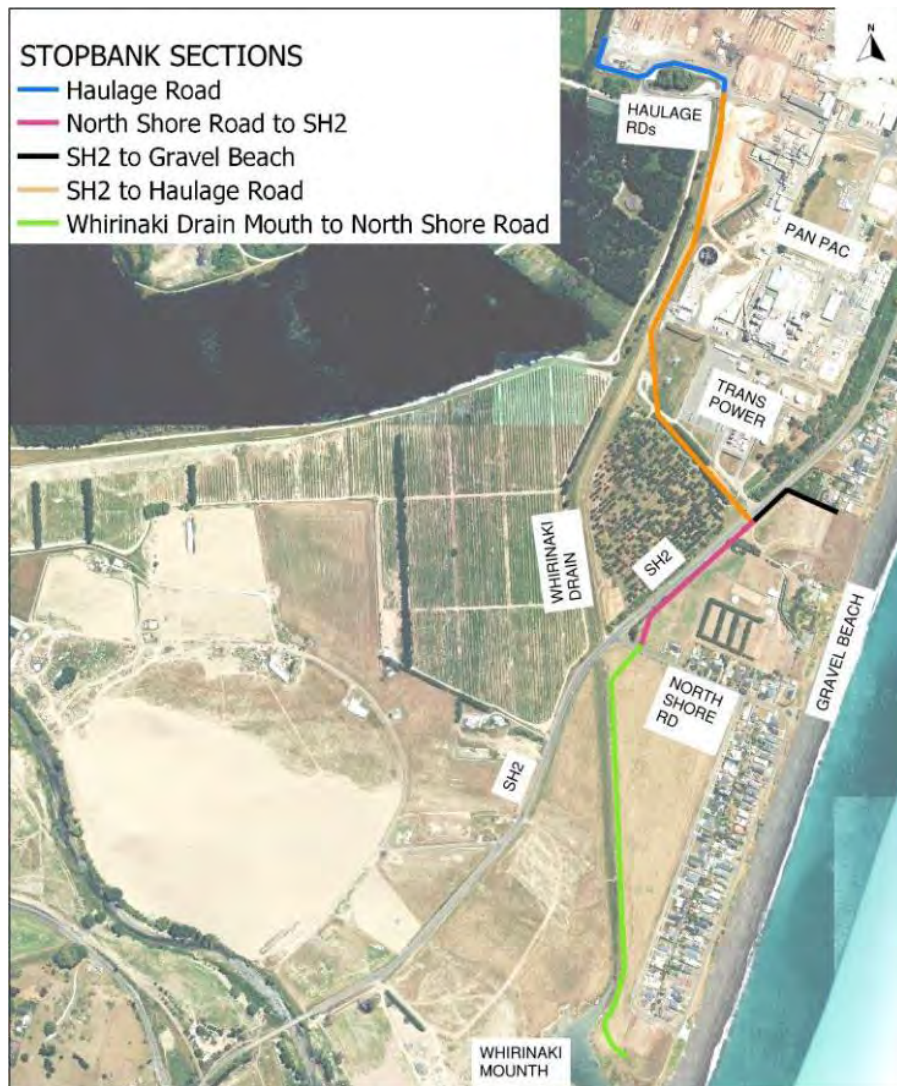 STOPBANK SECTIONS
Haulage Road
North Shore Road to SH2
SH2 to Gravel Beach
SH2 to Haulage Road
Whirinaki Drain Mouth to North Shore Road
N
HAULAGE
RDs
PAN PAC
TRANS
POWER
WHIRINAKI
DRAIN
SH2
GRAVEL BEACH
NORTH
SHORE
RD
SH2
WHIRINAKI
MOUNTH